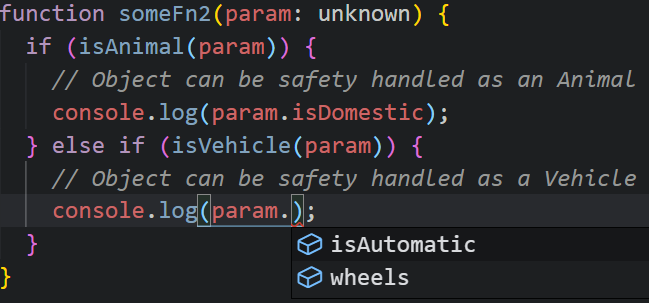 function someFn2(param: unknown) {
if (isAnimal(param)) {
// Object can be safety handled as an Animal
console.log(param.isDomestic);
} else if (isVehicle(param)) {
// Object can be safety handled as a Vehicle
console.log(param.);
}
isAutomatic
wheels
}